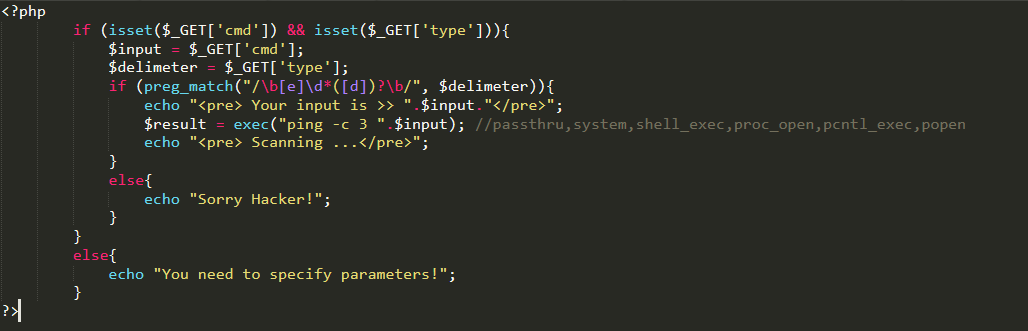 <?php
if (isset($_GET['cmd']) && isset($_GET['type'])){
$input = $_GET['cmd'];
$delimeter = $_GET['type'];
if (preg_match("/\b[e]\d*([d])?\b/", $delimeter)){
echo "<pre> Your input is >> ".$input."</pre>";
$result = exec("ping -c 3 ".$input); //passthru,system,shell_exec,proc_open,pcntl_exec,popen
echo "<pre> Scanning ...</pre>";
}
else{
echo "Sorry Hacker!";
}
}
else{
echo "You need to specify parameters!";
}
?>